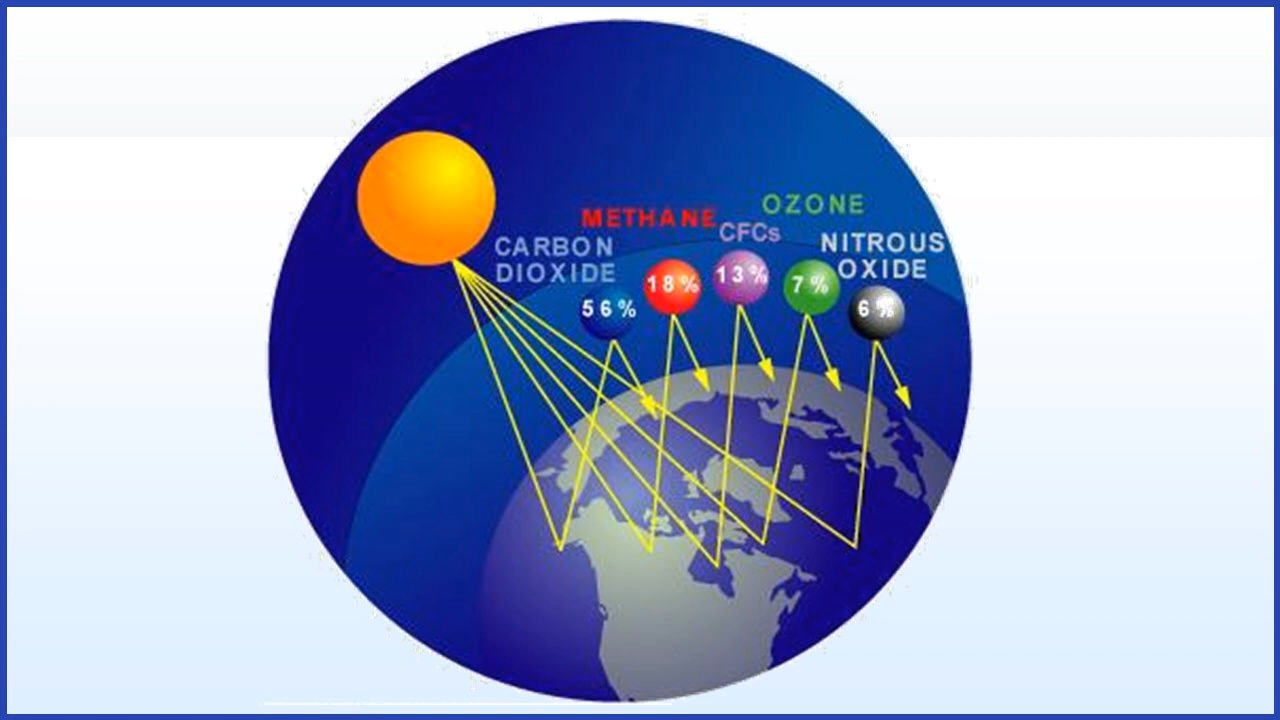 OZONE
METHANE
CFCs
CARBON
DIOXIDE
NITROUS
OXIDE
56%
18%
13%
7%
6%